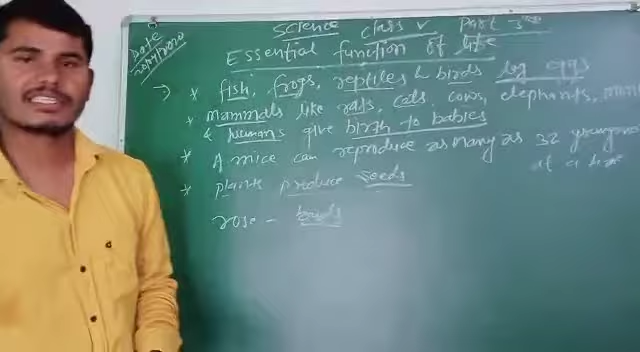 Science Class V Part 3
Date
Essential function of life
→ * fish, frogs, reptiles & birds lay eggs
* mammals like rats, cats, cows, elephants,
& humans give birth to babies
* A mice can reproduce as many as 32 young
at a time
* plants produce seeds
rose - buds